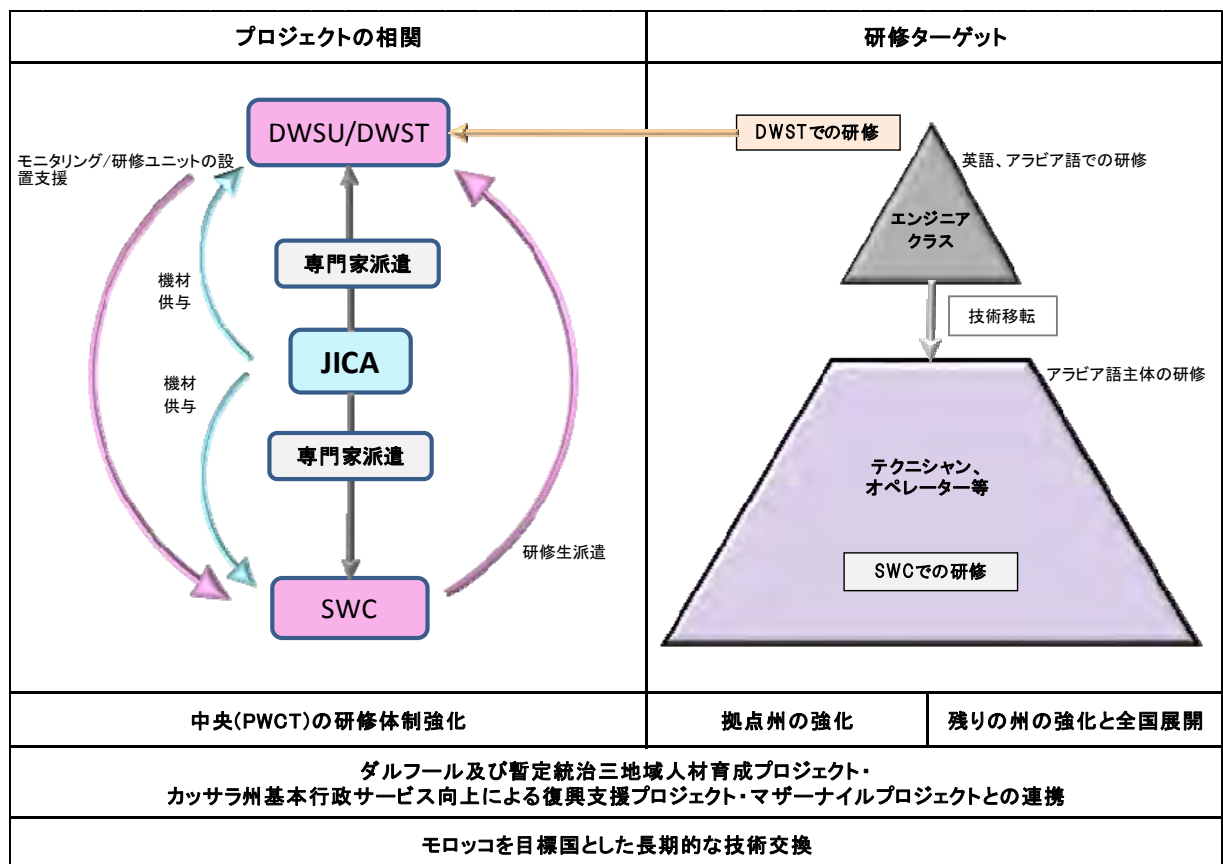 プロジェクトの相関
研修ターゲット
DWSU/DWST
モニタリング/研修ユニットの設
置支援
機材
供与
専門家派遣
JICA
機材
供与
専門家派遣
研修生派遣
SWC
DWSTでの研修
英語、アラビア語での研修
エンジニア
クラス
技術移転
アラビア語主体の研修
テクニシャン、
オペレーター等
SWCでの研修
中央(PWCT)の研修体制強化
拠点州の強化
残りの州の強化と全国展開
ダルフール及び暫定統治三地域人材育成プロジェクト・
カッサラ州基本行政サービス向上による復興支援プロジェクト・マザーナイルプロジェクトとの連携
モロッコを目標国とした長期的な技術交換